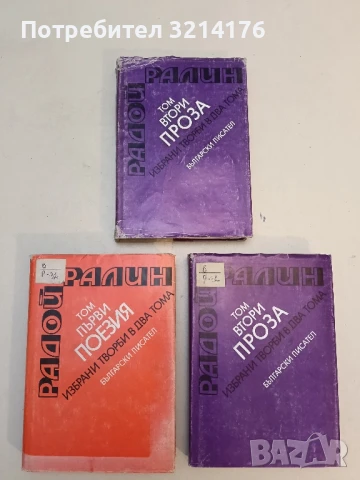 Потребител 3214176
РАДОЙ
РАЛИН
ТОМ
ВТОРИ
ПРОЗА
ИЗБРАНИ ТВОРБИ В ДВА ТОМА
БЪЛГАРСКИ ПИСАТЕЛ
РАДОЙ
РАЛИН
ТОМ
ПЪРВИ
ПОЕЗИЯ
ИЗБРАНИ ТВОРБИ В ДВА ТОМА
БЪЛГАРСКИ ПИСАТЕЛ
РАДОЙ
РАЛИН
ТОМ
ВТОРИ
ПРОЗА
ИЗБРАНИ ТВОРБИ В ДВА ТОМА
БЪЛГАРСКИ ПИСАТЕЛ
BAZAR